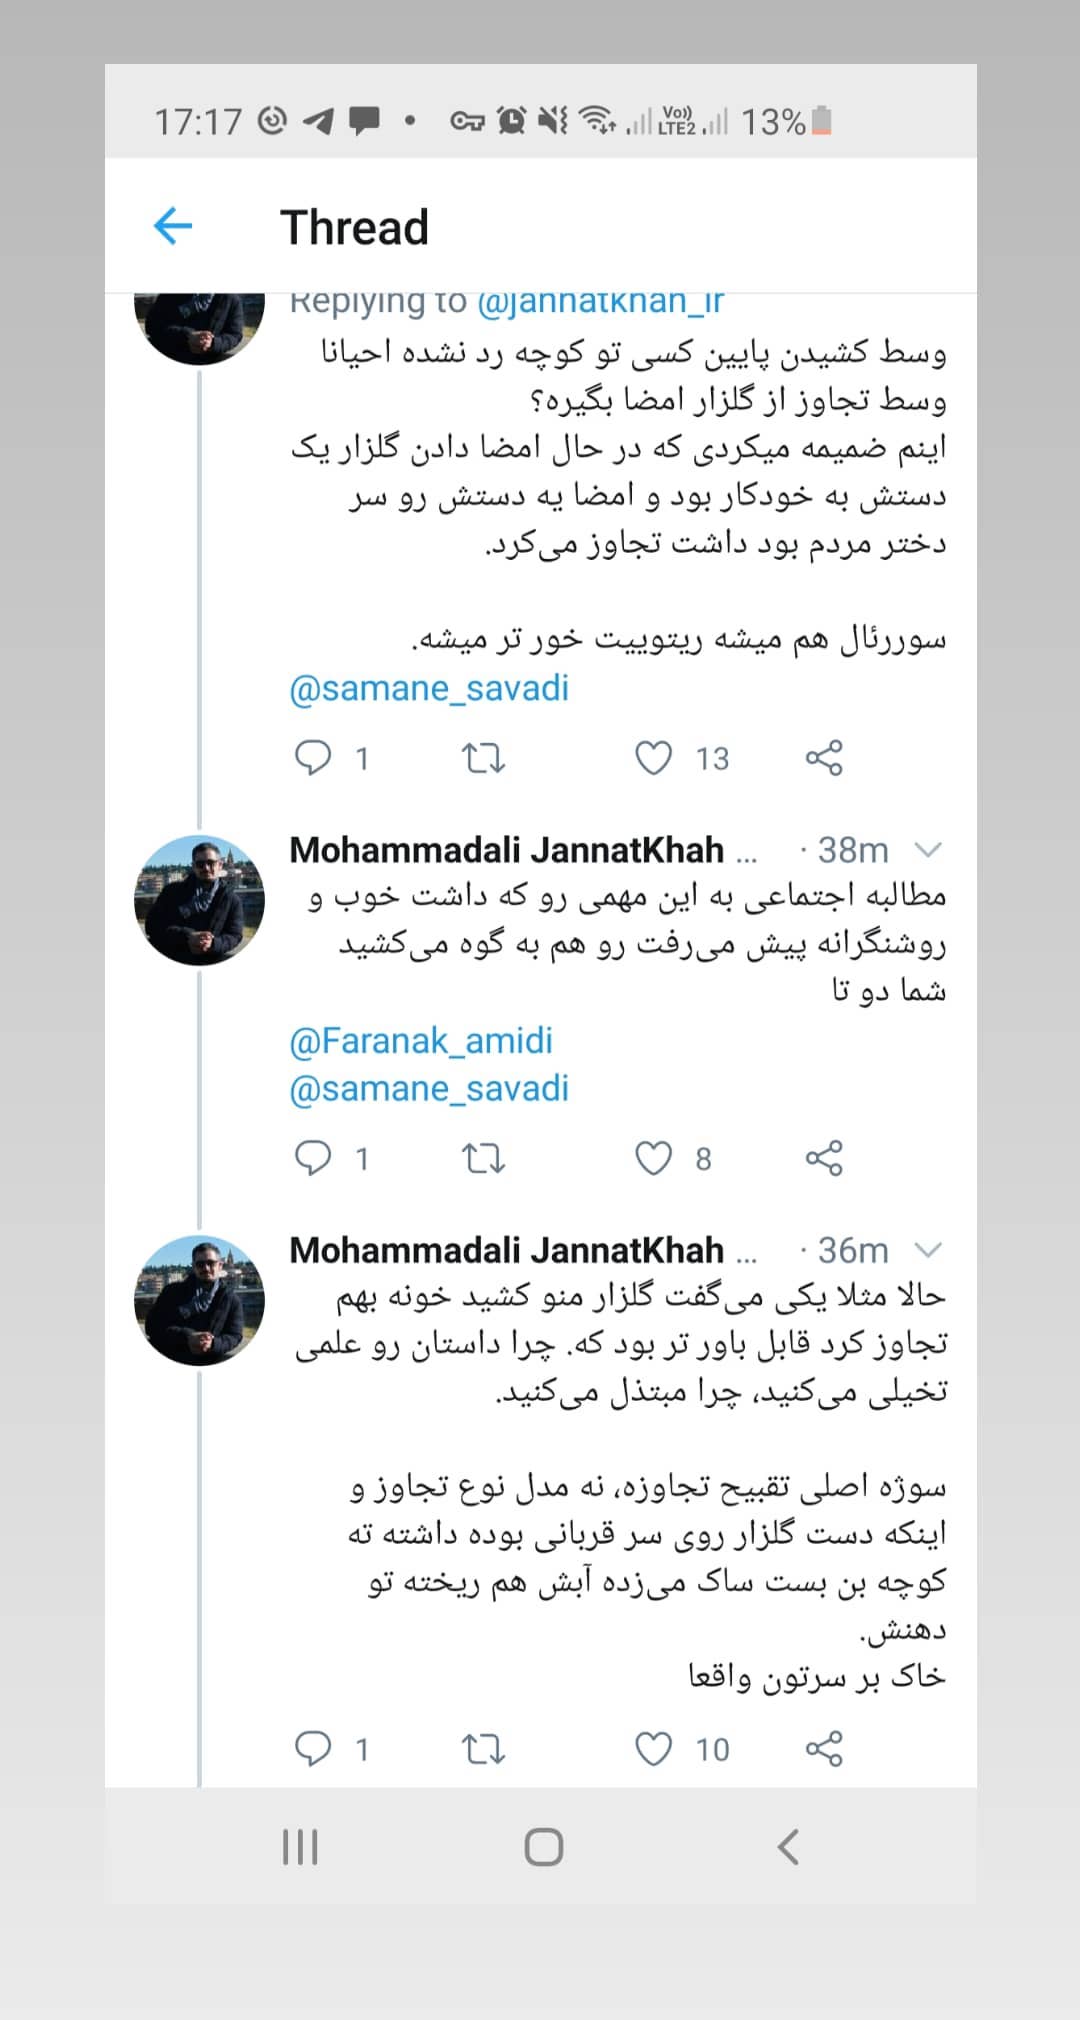 17:17
Vo))
LTE2
13%
Thread
Replying to @jannatkhah_ir
وسط کشیدن پایین کسی تو کوچه رد نشده احیانا
وسط تجاوز از گلزار امضا بگیره؟
اینم ضمیمه میکردی که در حال امضا دادن گلزار یک
دستش به خودکار بود و امضا یه دستش رو سر
دختر مردم بود داشت تجاوز می‌کرد.
سوررئال هم میشه ریتوییت خور تر میشه.
@samane_savadi
1
13
Mohammadali JannatKhah ... · 38m
مطالبه اجتماعی به این مهمی رو که داشت خوب و
روشنگرانه پیش می‌رفت رو هم به گوه می‌کشید
شما دو تا
@Faranak_amidi
@samane_savadi
1
8
Mohammadali JannatKhah ... · 36m
حالا مثلا یکی می‌گفت گلزار منو کشید خونه بهم
تجاوز کرد قابل باور تر بود که. چرا داستان رو علمی
تخیلی می‌کنید، چرا مبتذل می‌کنید.
سوژه اصلی تقبیح تجاوزه، نه مدل نوع تجاوز و
اینکه دست گلزار روی سر قربانی بوده داشته ته
کوچه بن بست ساک می‌زده آبش هم ریخته تو
دهنش.
خاک بر سرتون واقعا
1
10